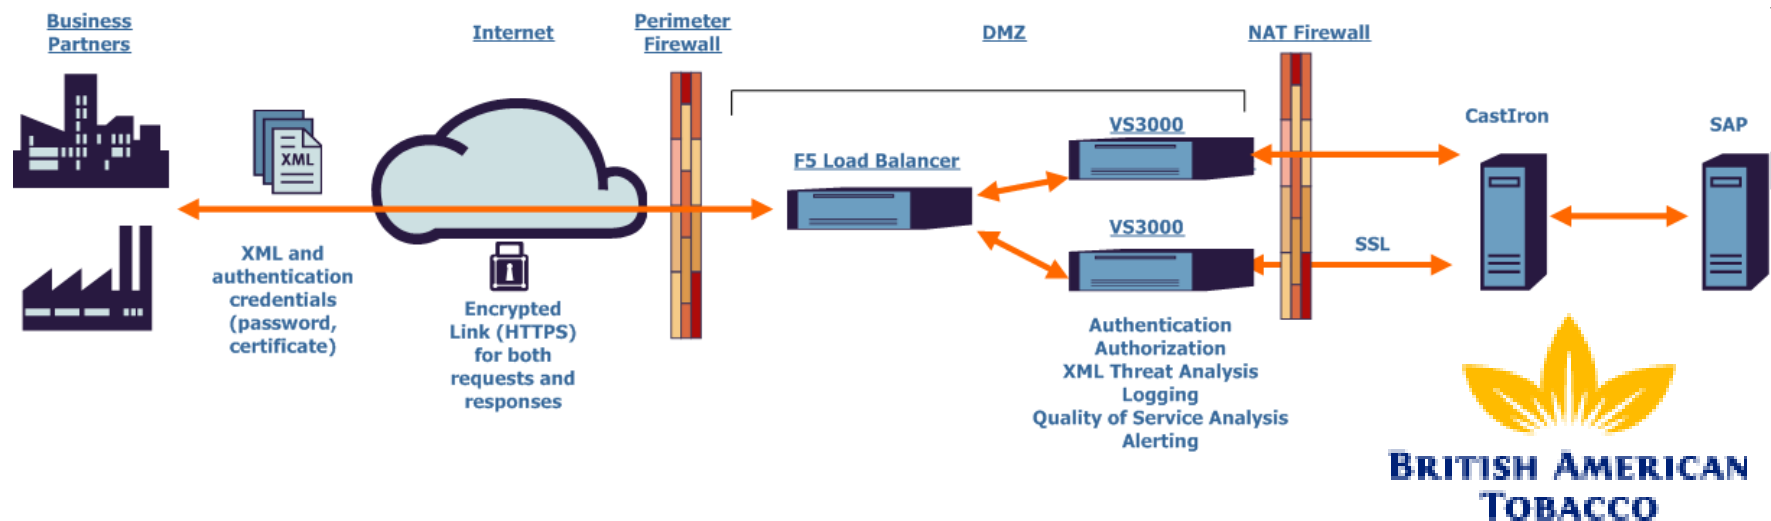 Business
Partners
Internet
Perimeter
Firewall
DMZ
NAT Firewall
XML
F5 Load Balancer
VS3000
VS3000
CastIron
SAP
SSL
XML and
authentication
credentials
(password,
certificate)
Encrypted
Link (HTTPS)
for both
requests and
responses
Authentication
Authorization
XML Threat Analysis
Logging
Quality of Service Analysis
Alerting
BRITISH AMERICAN
TOBACCO